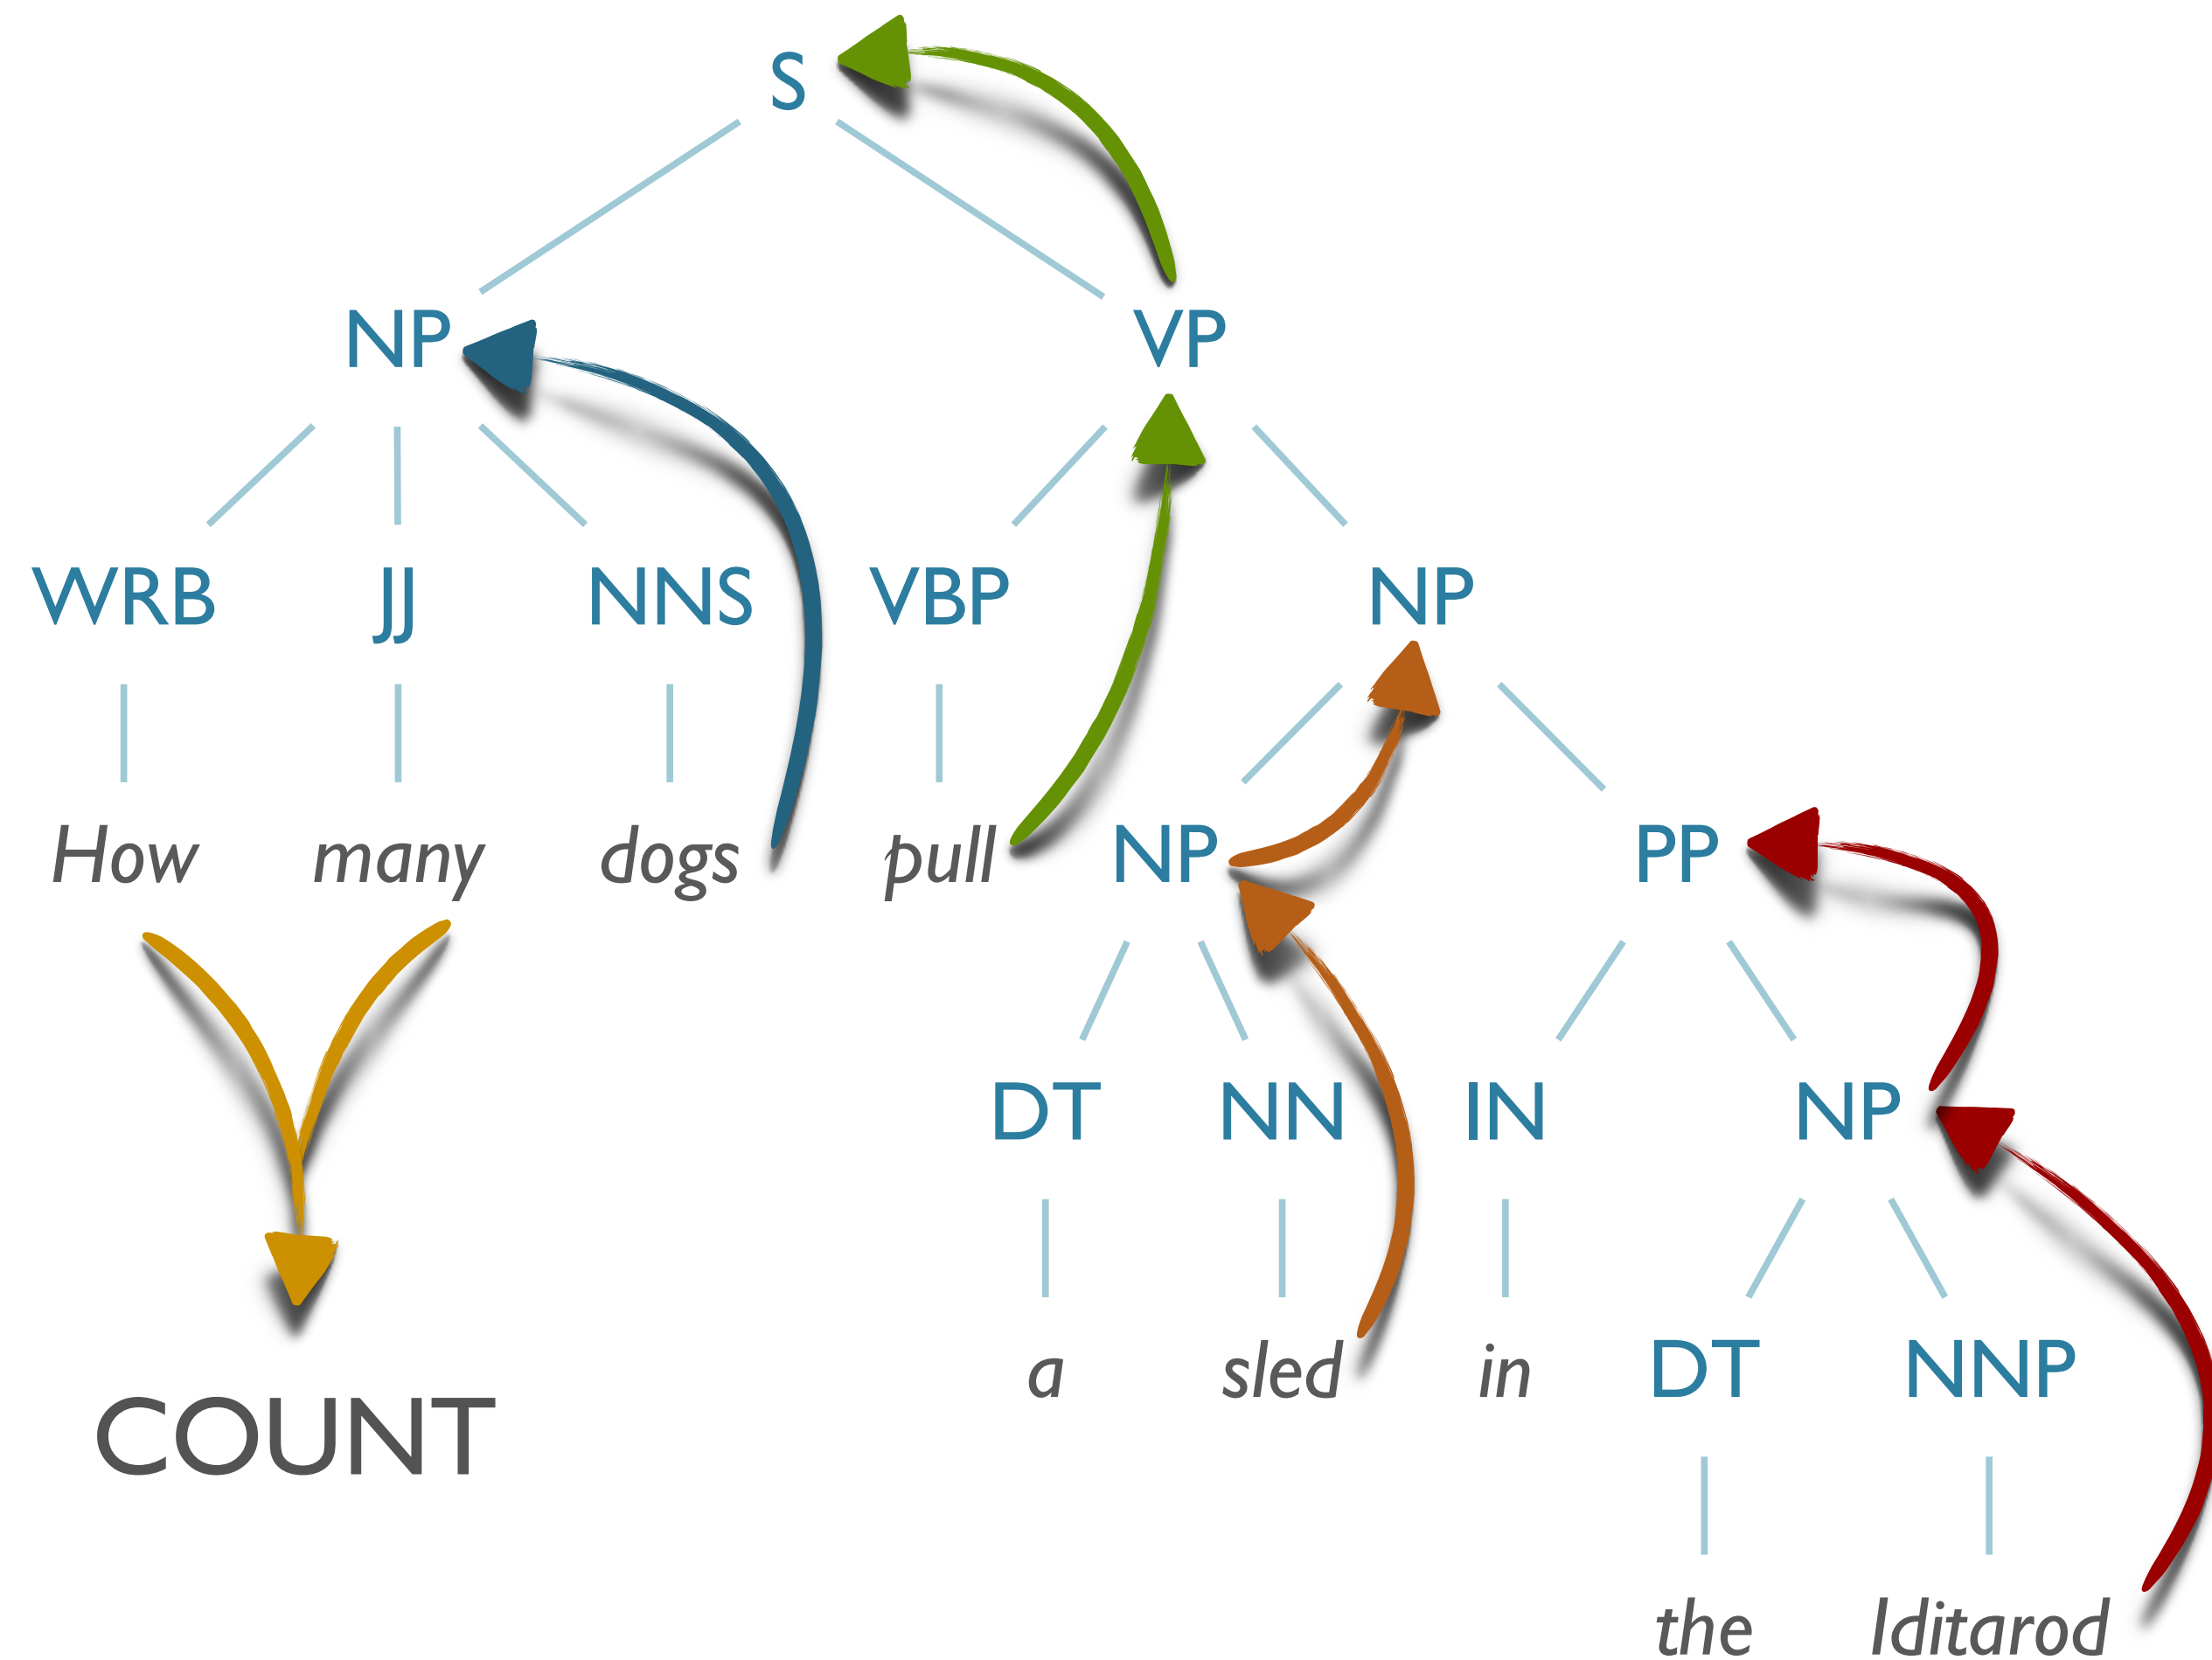 S
NP VP
WRB JJ NNS VBP NP
How many dogs pull NP PP
DT NN IN NP
a sled in DT NNP
COUNT
the Iditarod